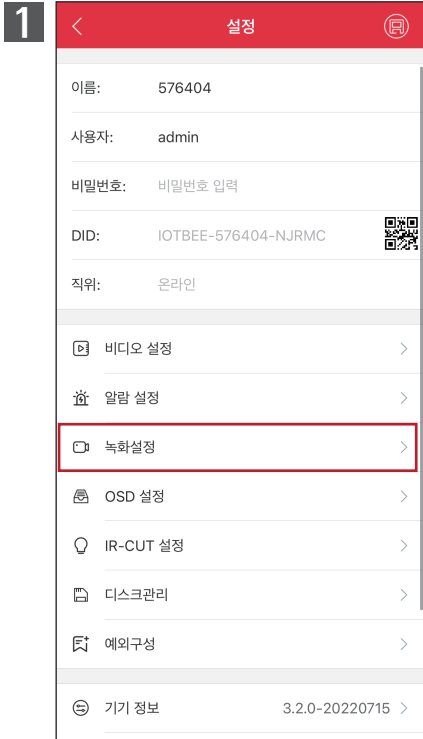 1
설정
이름: 576404
사용자: admin
비밀번호: 비밀번호 입력
DID: IOTBEE-576404-NJRMC
직위: 온라인
비디오 설정
알람 설정
녹화설정
OSD 설정
IR-CUT 설정
디스크관리
예외구성
기기 정보 3.2.0-20220715